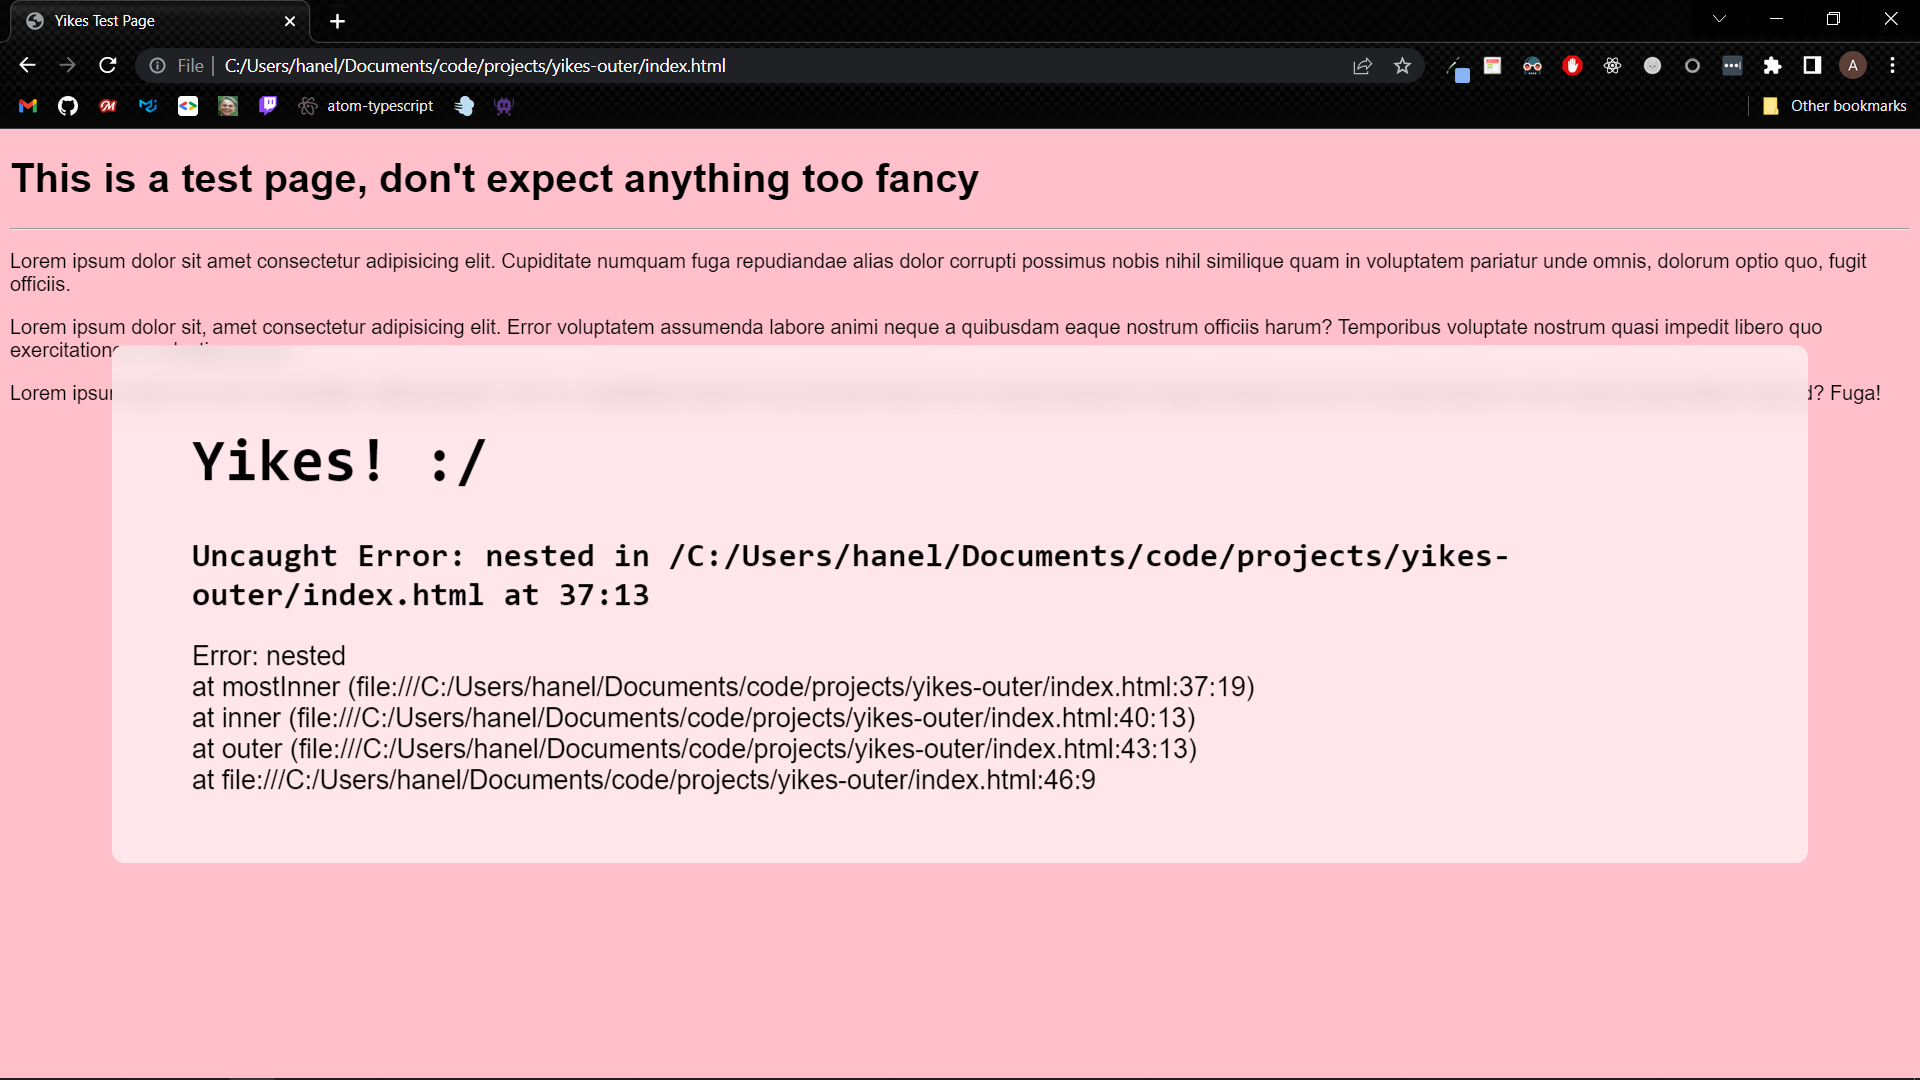 Yikes Test Page
File
C:/Users/hanel/Documents/code/projects/yikes-outer/index.html
A
atom-typescript
Other bookmarks
This is a test page, don't expect anything too fancy
Lorem ipsum dolor sit amet consectetur adipisicing elit. Cupiditate numquam fuga repudiandae alias dolor corrupti possimus nobis nihil similique quam in voluptatem pariatur unde omnis, dolorum optio quo, fugit
officiis.
Lorem ipsum dolor sit, amet consectetur adipisicing elit. Error voluptatem assumenda labore animi neque a quibusdam eaque nostrum officiis harum? Temporibus voluptate nostrum quasi impedit libero quo
Lorem Fuga!
Yikes! :/
Uncaught Error: nested in /C:/Users/hanel/Documents/code/projects/yikes-
outer/index.html at 37:13
Error: nested
at mostInner (file:///C:/Users/hanel/Documents/code/projects/yikes-outer/index.html:37:19)
at inner (file:///C:/Users/hanel/Documents/code/projects/yikes-outer/index.html:40:13)
at outer (file:///C:/Users/hanel/Documents/code/projects/yikes-outer/index.html:43:13)
at file:///C:/Users/hanel/Documents/code/projects/yikes-outer/index.html:46:9